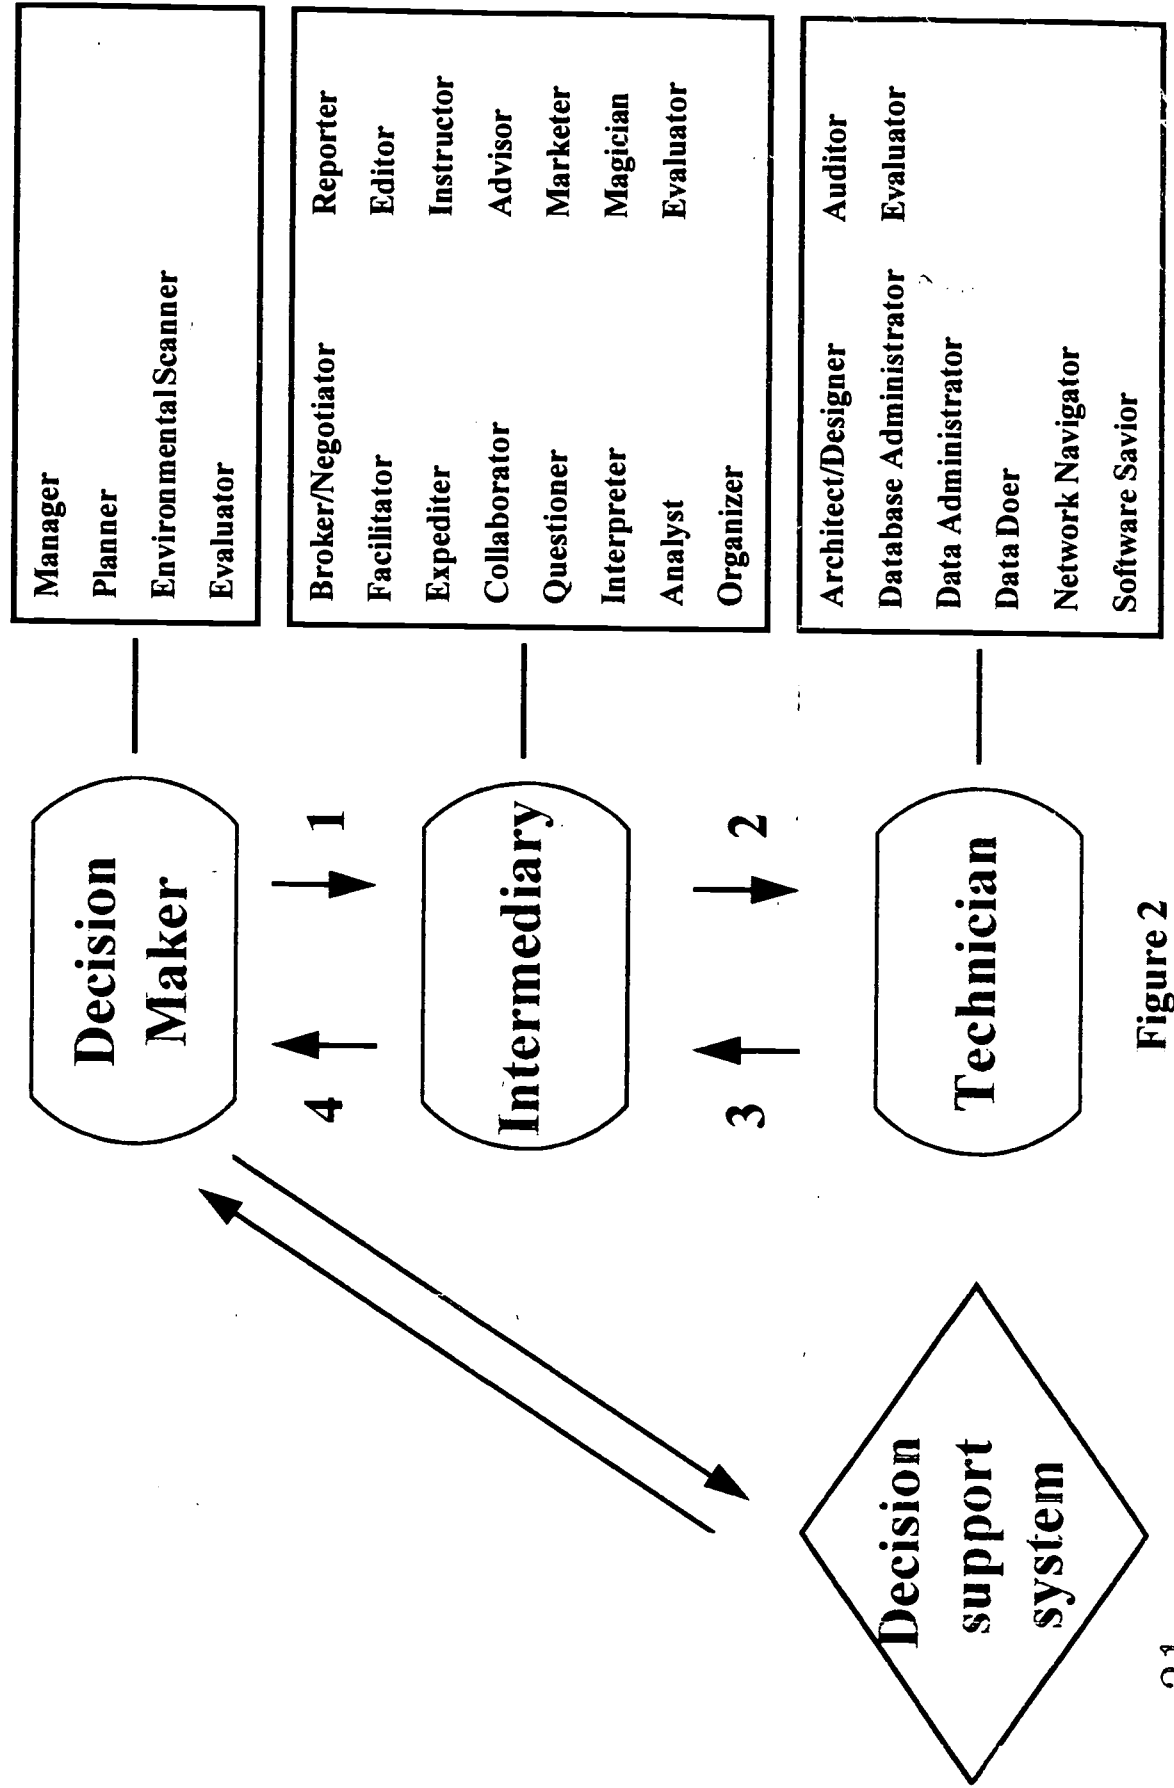 Decision
Maker
Manager
Planner
Environmental Scanner
Evaluator
4
1
Intermediary
Broker/Negotiator
Facilitator
Expediter
Collaborator
Questioner
Interpreter
Analyst
Organizer
Reporter
Editor
Instructor
Advisor
Marketer
Magician
Evaluator
3
2
Decision
support
system
Technician
Architect/Designer
Database Administrator
Data Administrator
Data Doer
Network Navigator
Software Savior
Auditor
Evaluator
Figure 2